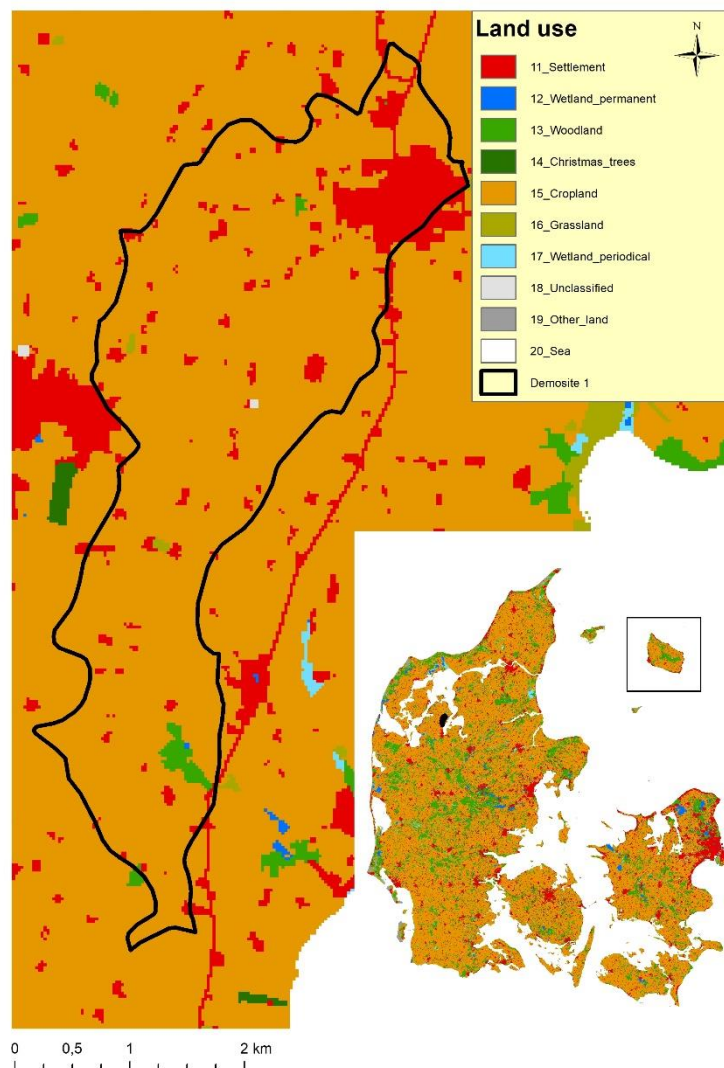 Land use
N
11_Settlement
12_Wetland_permanent
13_Woodland
14_Christmas_trees
15_Cropland
16_Grassland
17_Wetland_periodical
18_Unclassified
19_Other_land
20_Sea
Demosite 1
0 0,5 1 2 km